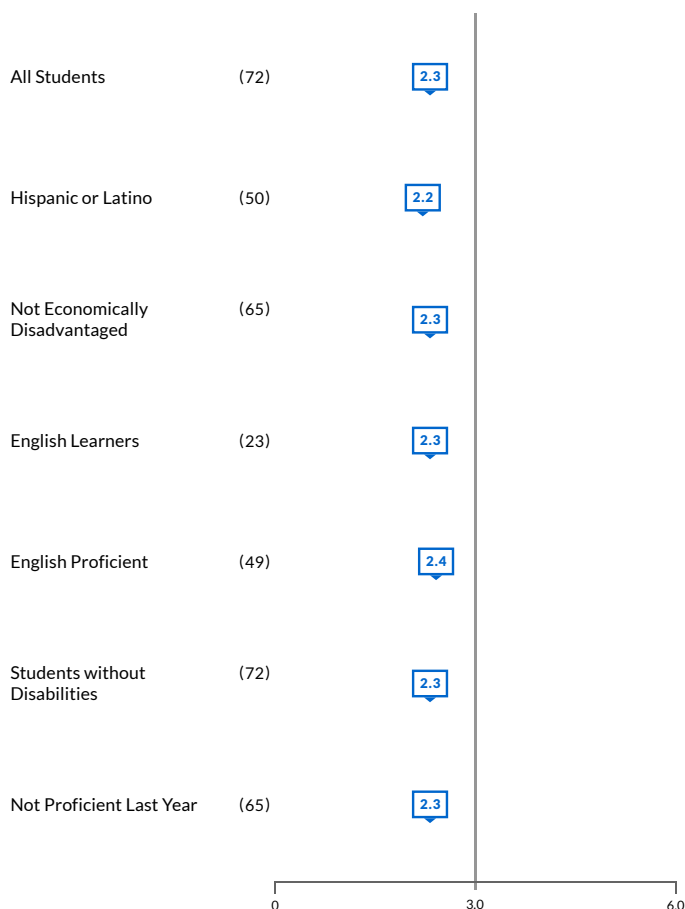 All Students (72) 2.3
Hispanic or Latino (50) 2.2
Not Economically (65)
Disadvantaged 2.3
English Learners (23) 2.3
English Proficient (49) 2.4
Students without (72)
Disabilities 2.3
Not Proficient Last Year (65) 2.3
0 3.0 6.0